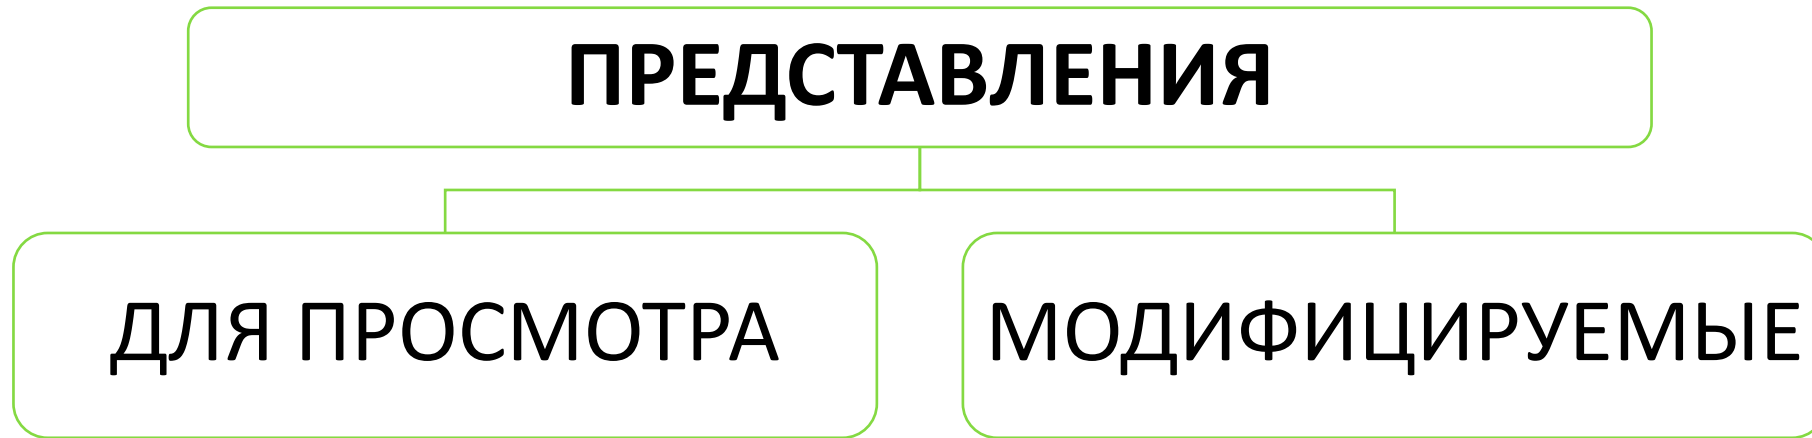 ПРЕДСТАВЛЕНИЯ
ДЛЯ ПРОСМОТРА
МОДИФИЦИРУЕМЫЕ